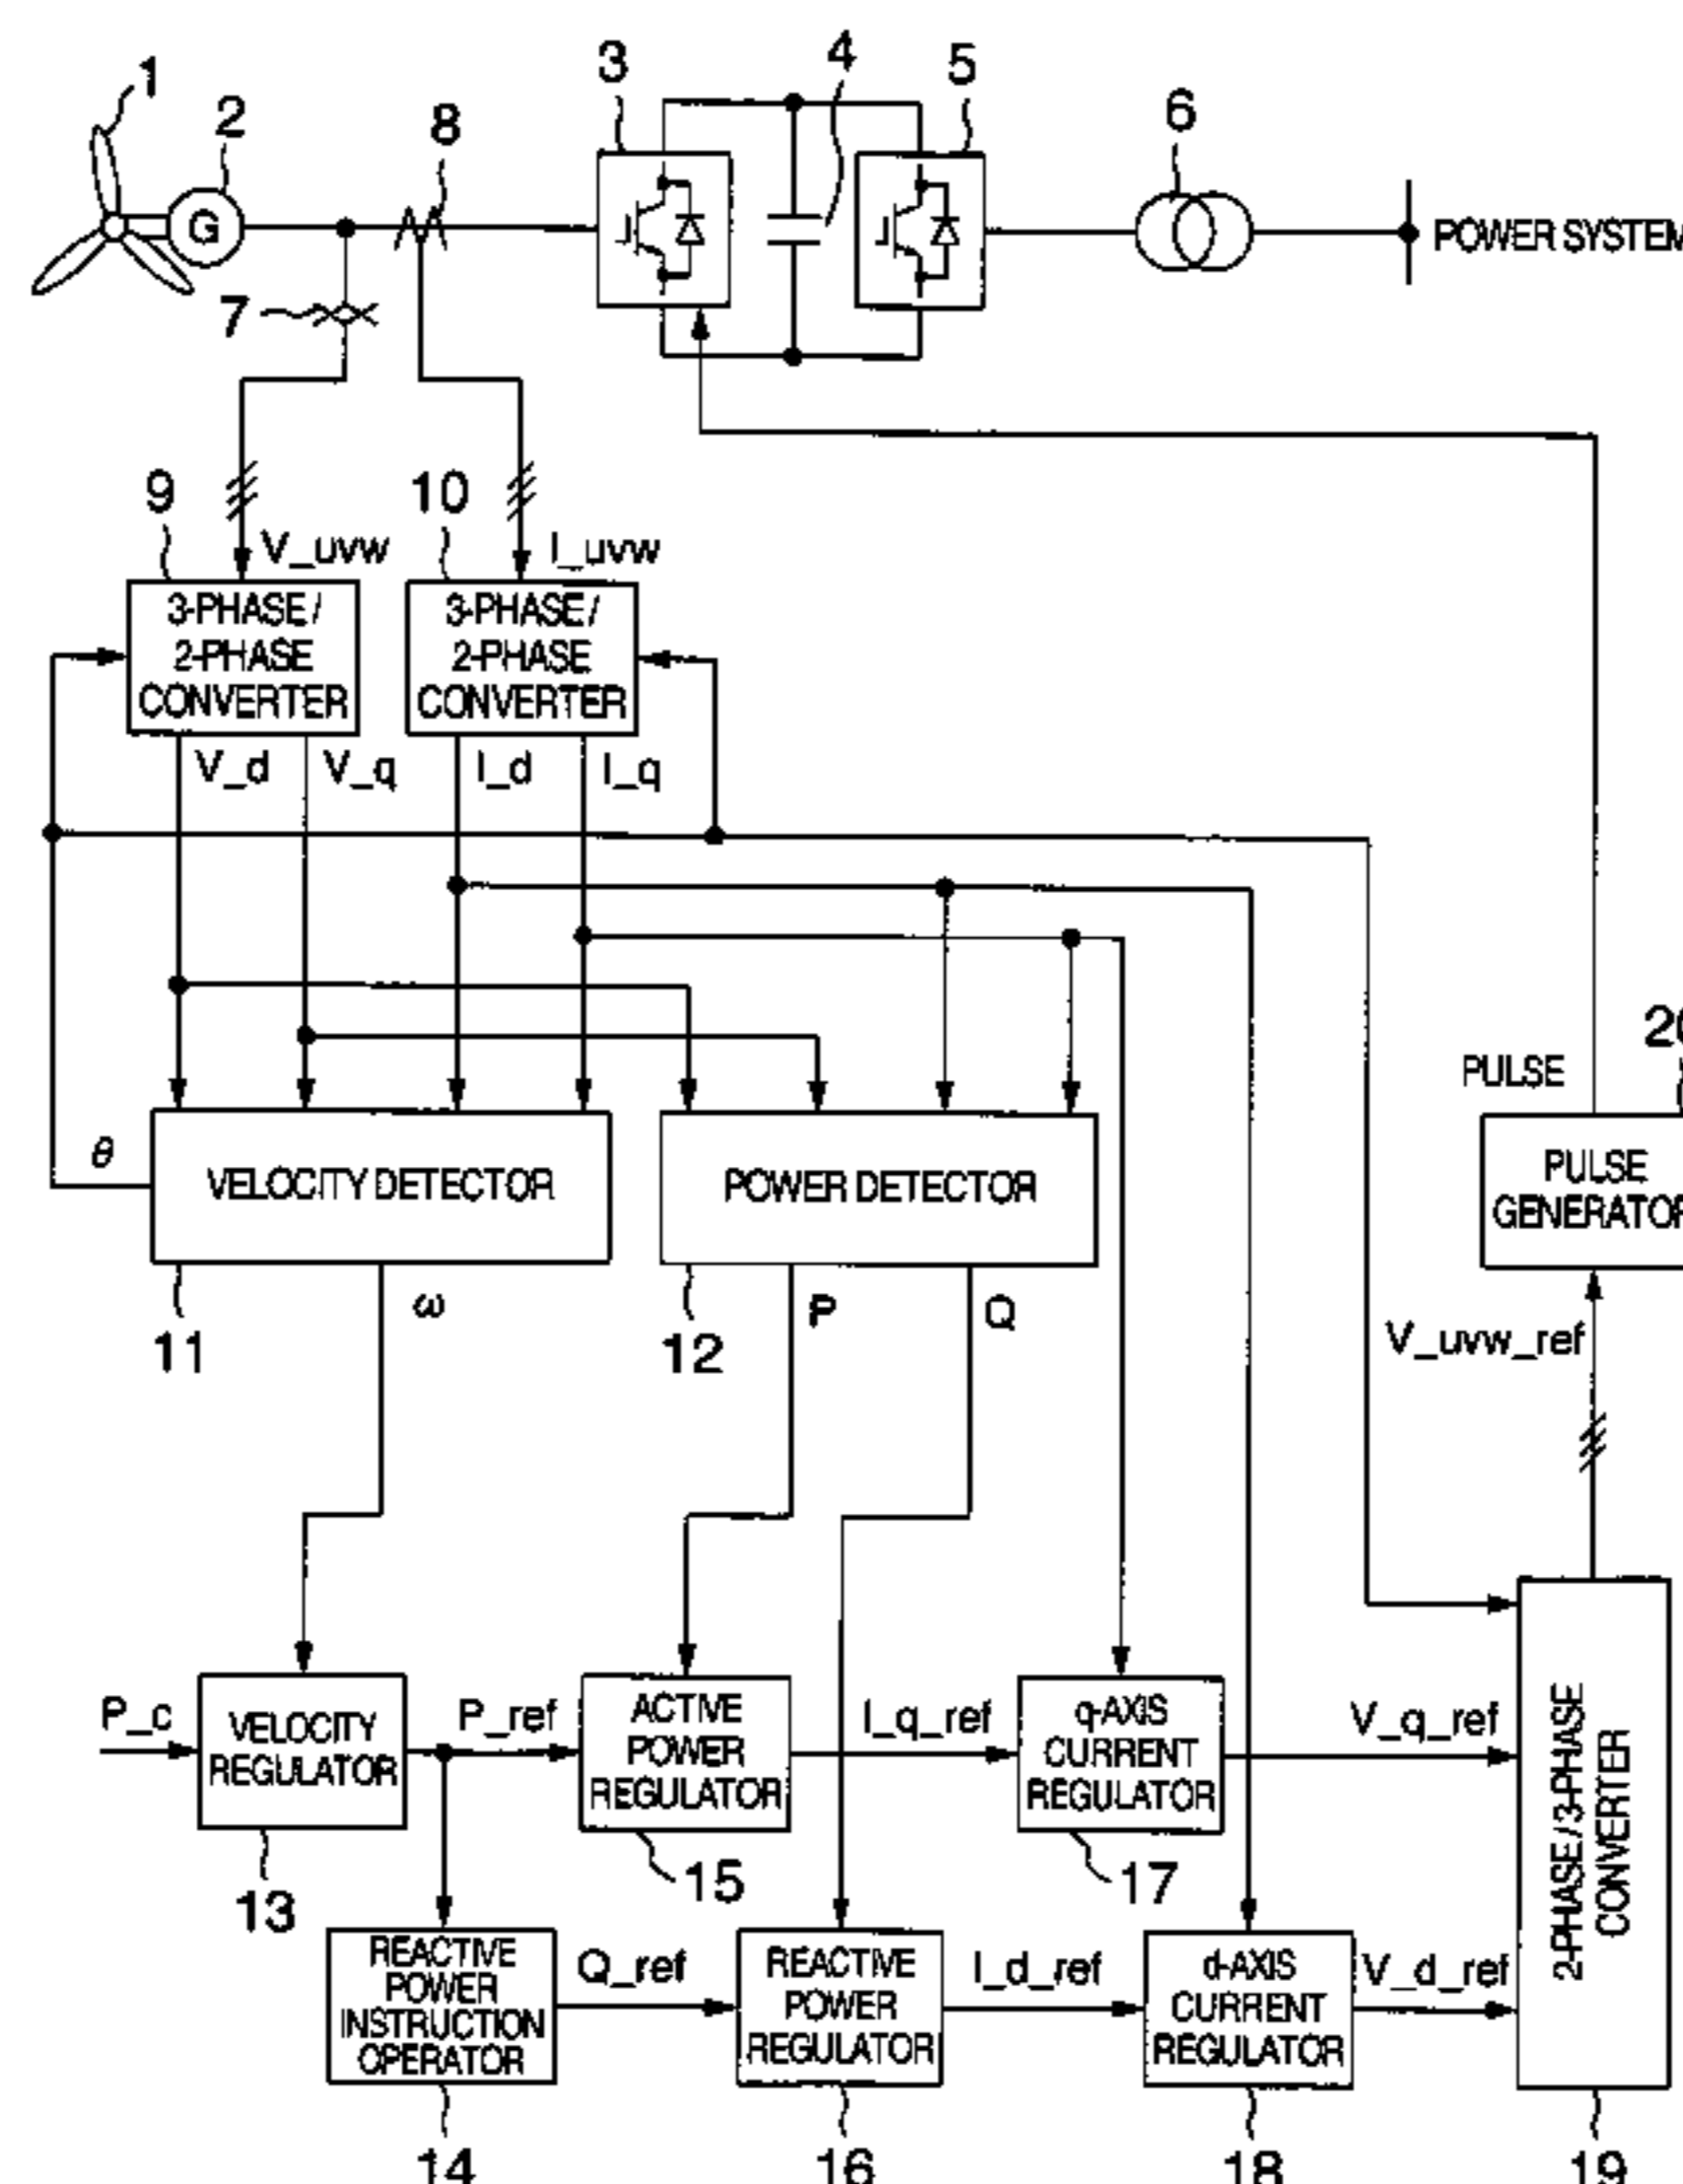 1
2
3
4
5
6
7
8
G
POWER SYSTEM
9
10
V_uvw
I_uvw
3-PHASE /
2-PHASE
CONVERTER
3-PHASE /
2-PHASE
CONVERTER
V_d
V_q
I_d
I_q
PULSE
θ
VELOCITY DETECTOR
POWER DETECTOR
PULSE
GENERATOR
11
ω
12
P
Q
V_uvw_ref
P_c
VELOCITY
REGULATOR
P_ref
ACTIVE
POWER
REGULATOR
I_q_ref
q-AXIS
CURRENT
REGULATOR
V_q_ref
2-PHASE / 3-PHASE
CONVERTER
13
15
17
REACTIVE
POWER
INSTRUCTION
OPERATOR
Q_ref
REACTIVE
POWER
REGULATOR
I_d_ref
d-AXIS
CURRENT
REGULATOR
V_d_ref
14
16
18
19